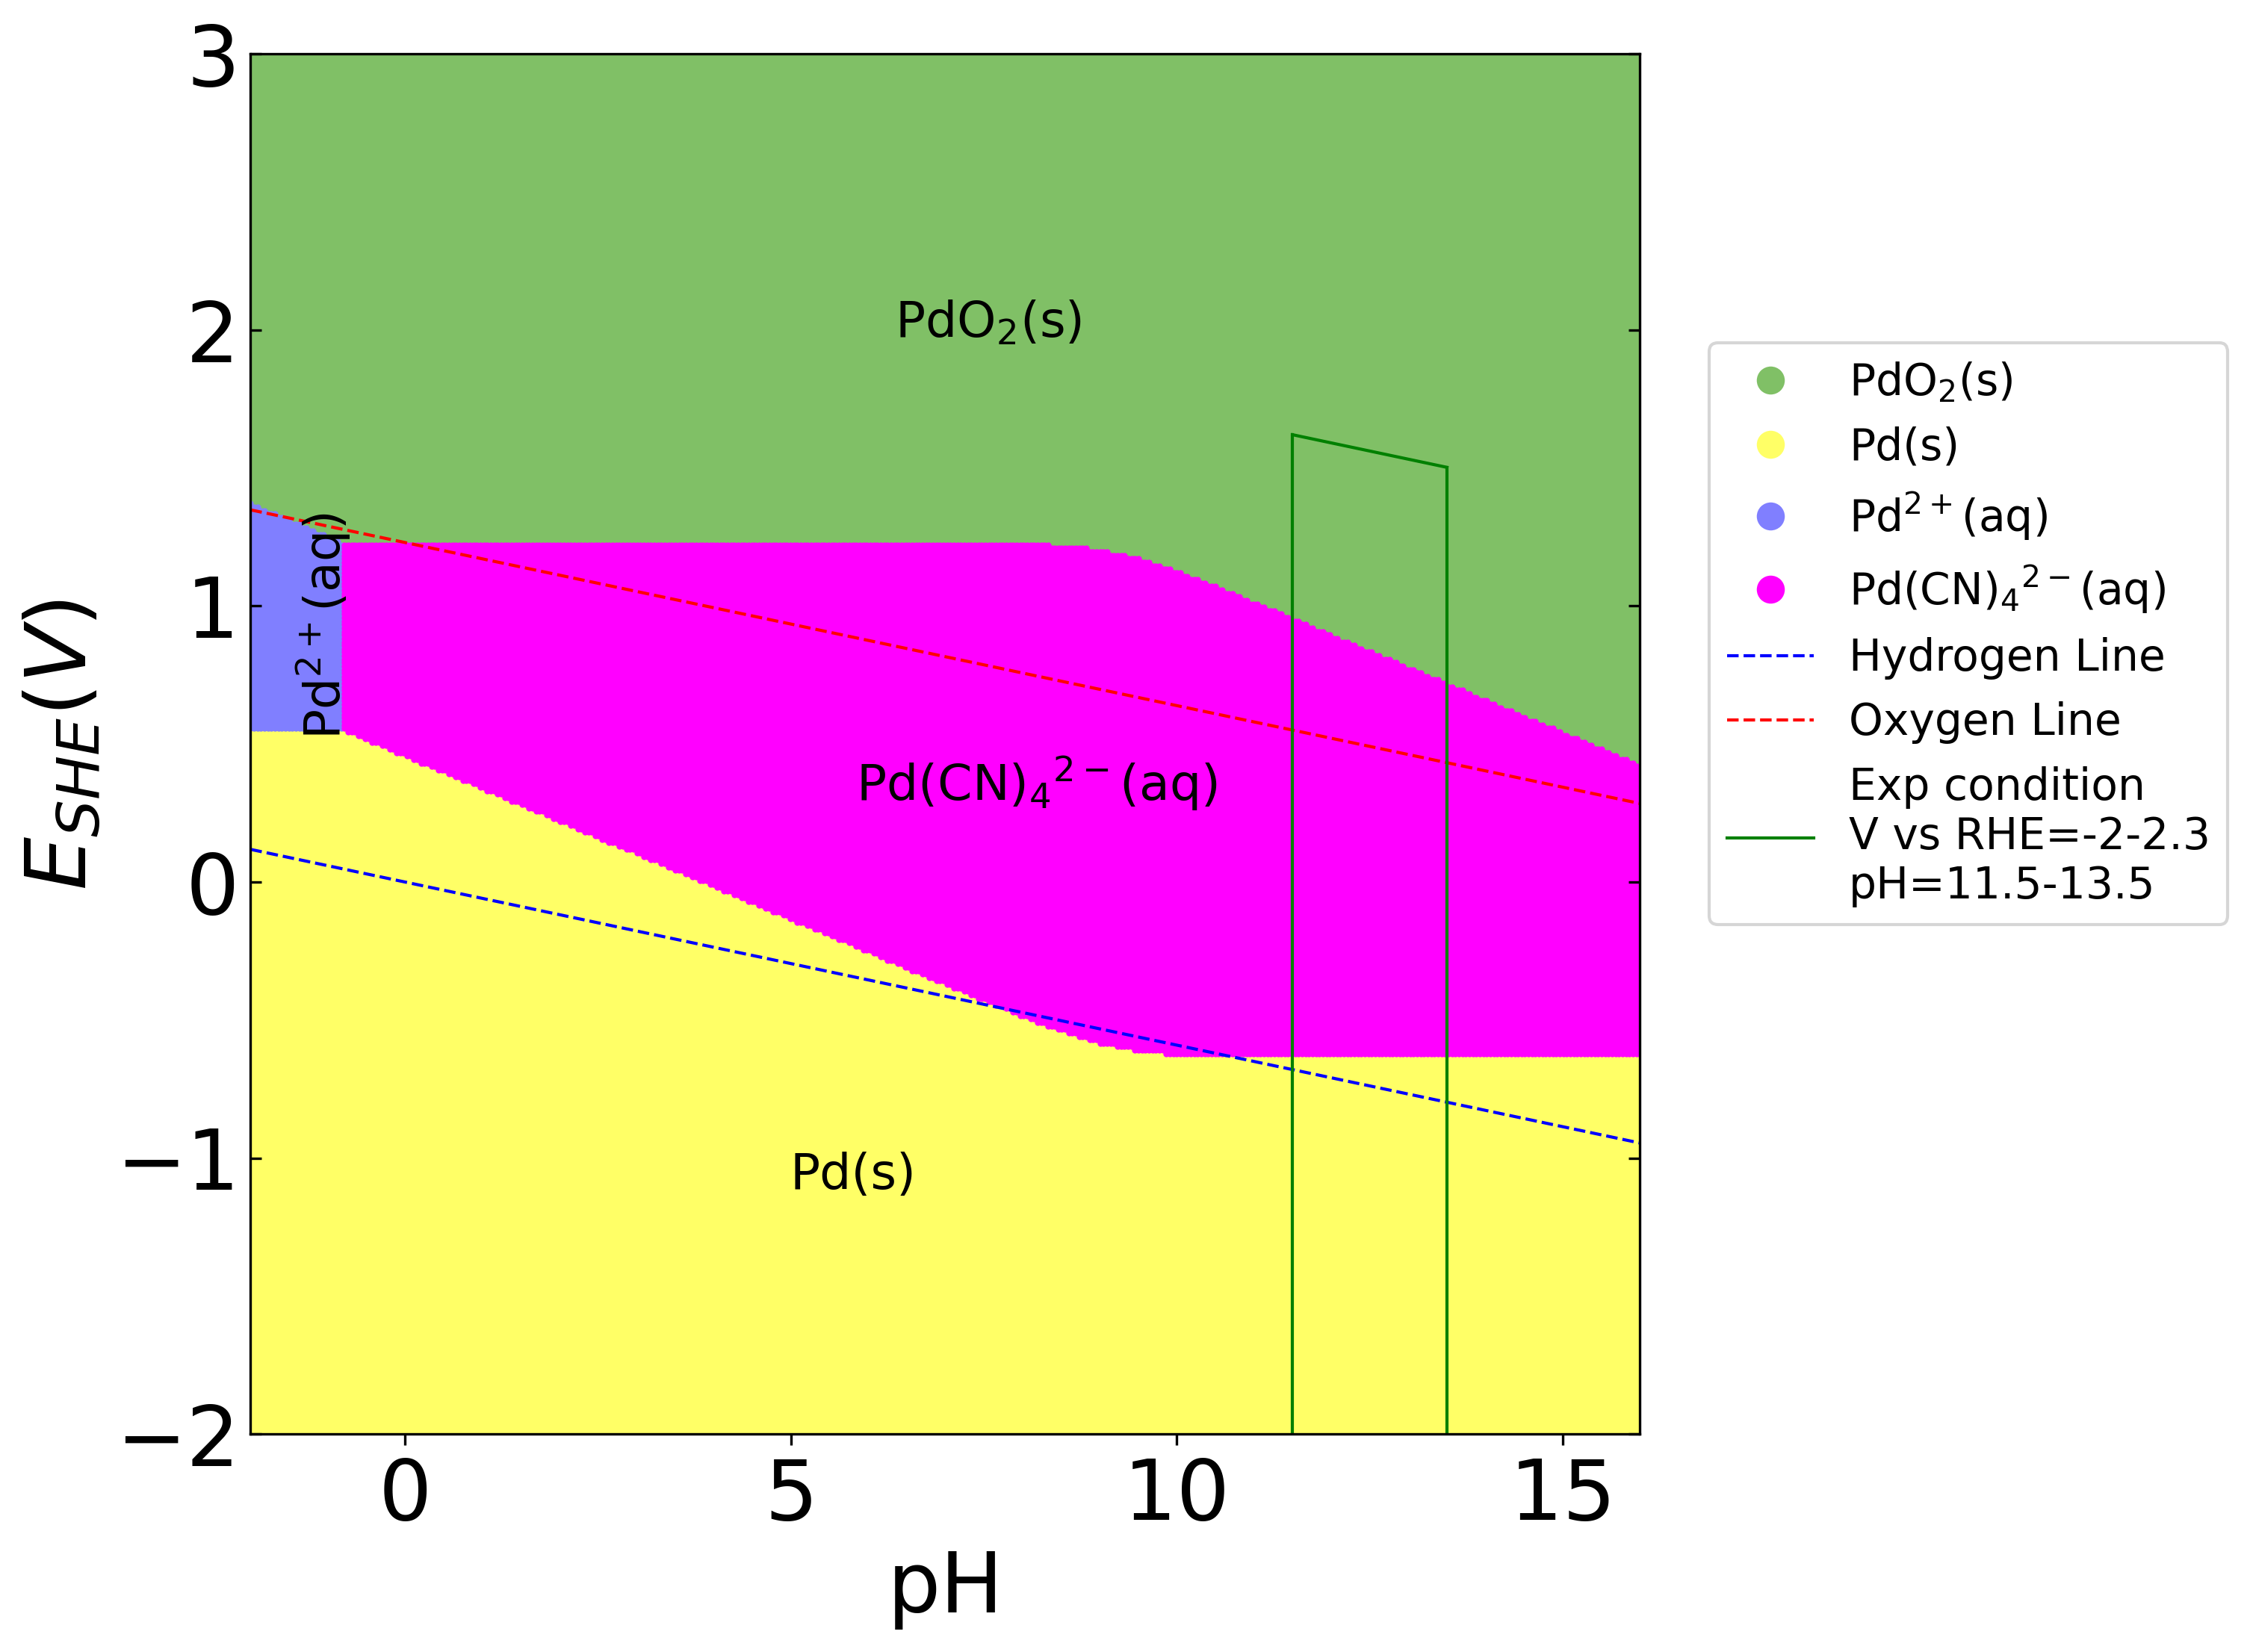 3
2
1
0
−1
−2
E_SHE(V)
0 5 10 15
pH
PdO₂(s)
Pd²⁺(aq)
Pd(CN)₄²⁻(aq)
Pd(s)
PdO₂(s)
Pd(s)
Pd²⁺(aq)
Pd(CN)₄²⁻(aq)
Hydrogen Line
Oxygen Line
Exp condition
V vs RHE=-2-2.3
pH=11.5-13.5